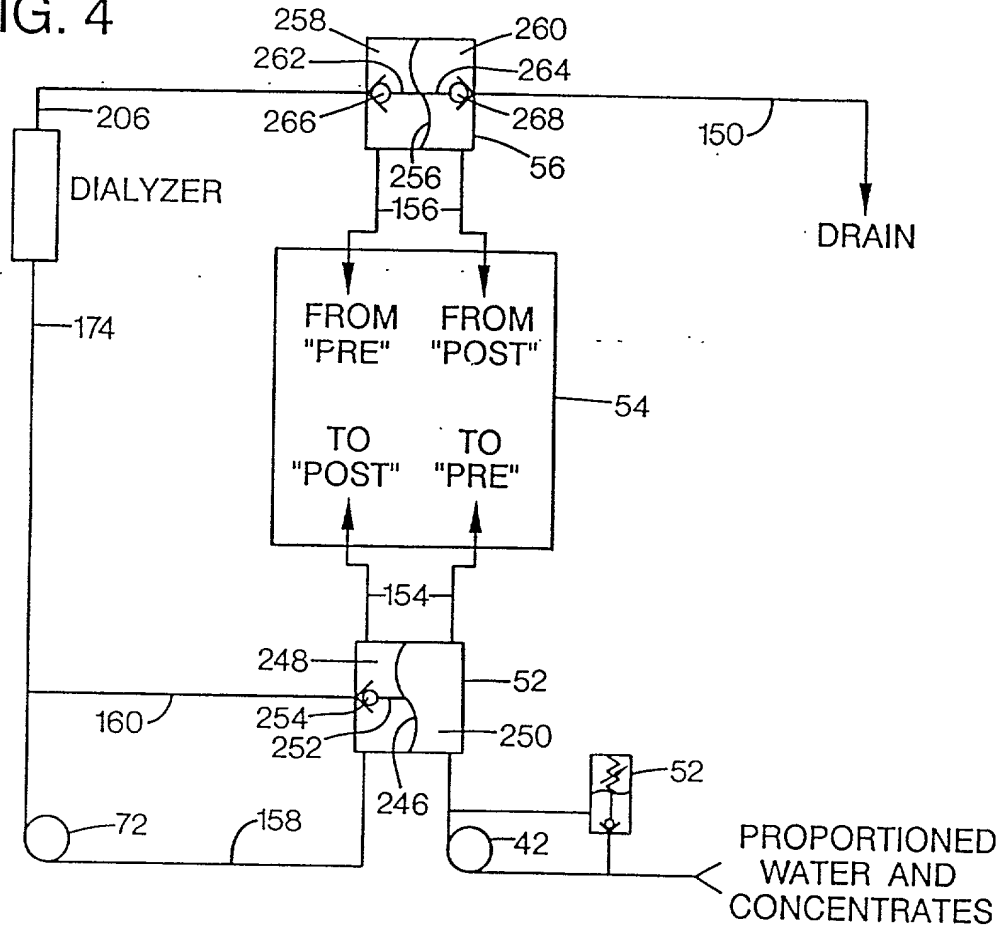 IG. 4
258
260
262
264
266
268
206
150
256
56
DIALYZER
156
DRAIN
174
FROM "PRE"
FROM "POST"
54
TO "POST"
TO "PRE"
154
248
52
160
254
252
250
246
52
72
158
42
PROPORTIONED
WATER AND
CONCENTRATES